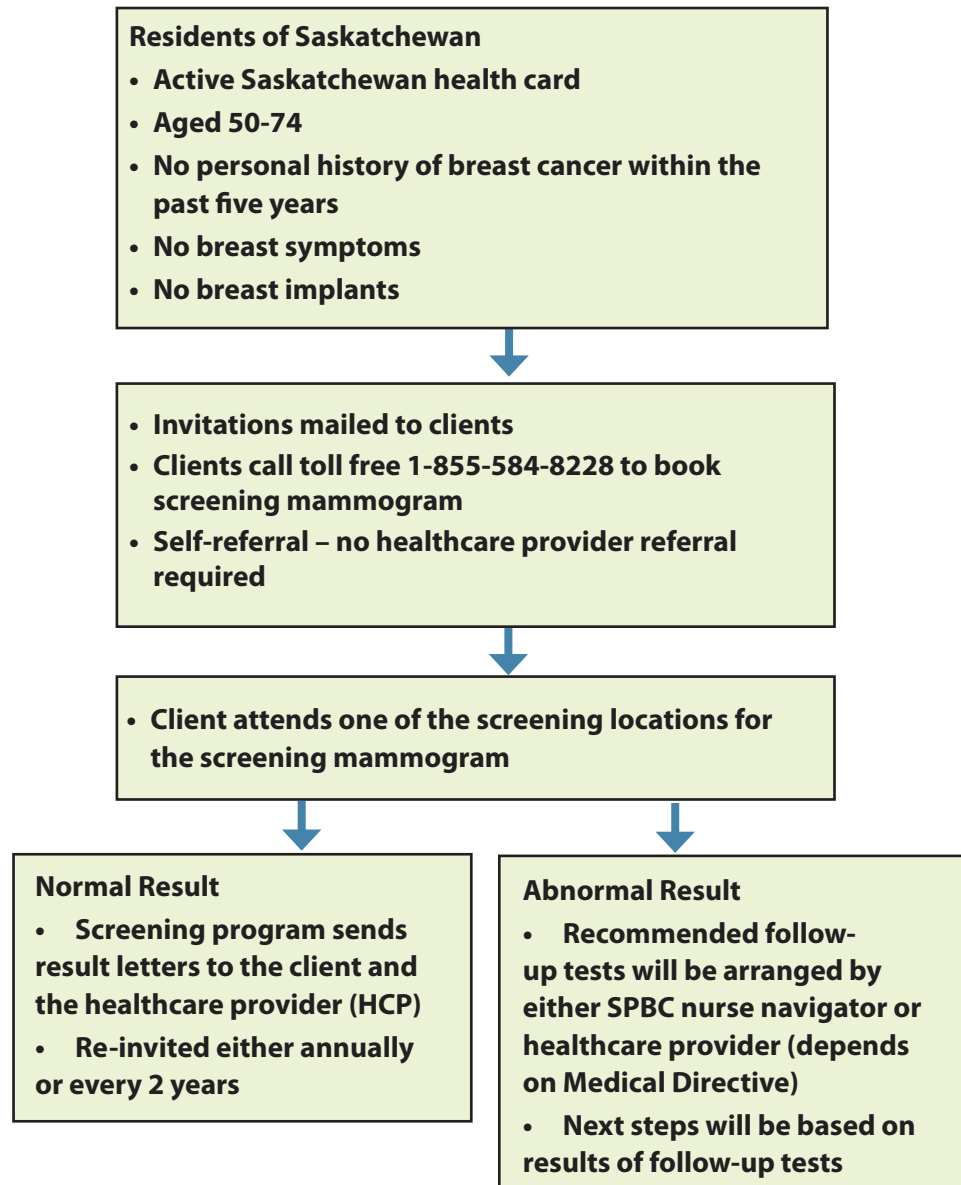 Residents of Saskatchewan
• Active Saskatchewan health card
• Aged 50-74
• No personal history of breast cancer within the
past five years
• No breast symptoms
• No breast implants
• Invitations mailed to clients
• Clients call toll free 1-855-584-8228 to book
screening mammogram
• Self-referral – no healthcare provider referral
required
• Client attends one of the screening locations for
the screening mammogram
Normal Result
• Screening program sends
result letters to the client and
the healthcare provider (HCP)
• Re-invited either annually
or every 2 years
Abnormal Result
• Recommended follow-
up tests will be arranged by
either SPBC nurse navigator or
healthcare provider (depends
on Medical Directive)
• Next steps will be based on
results of follow-up tests